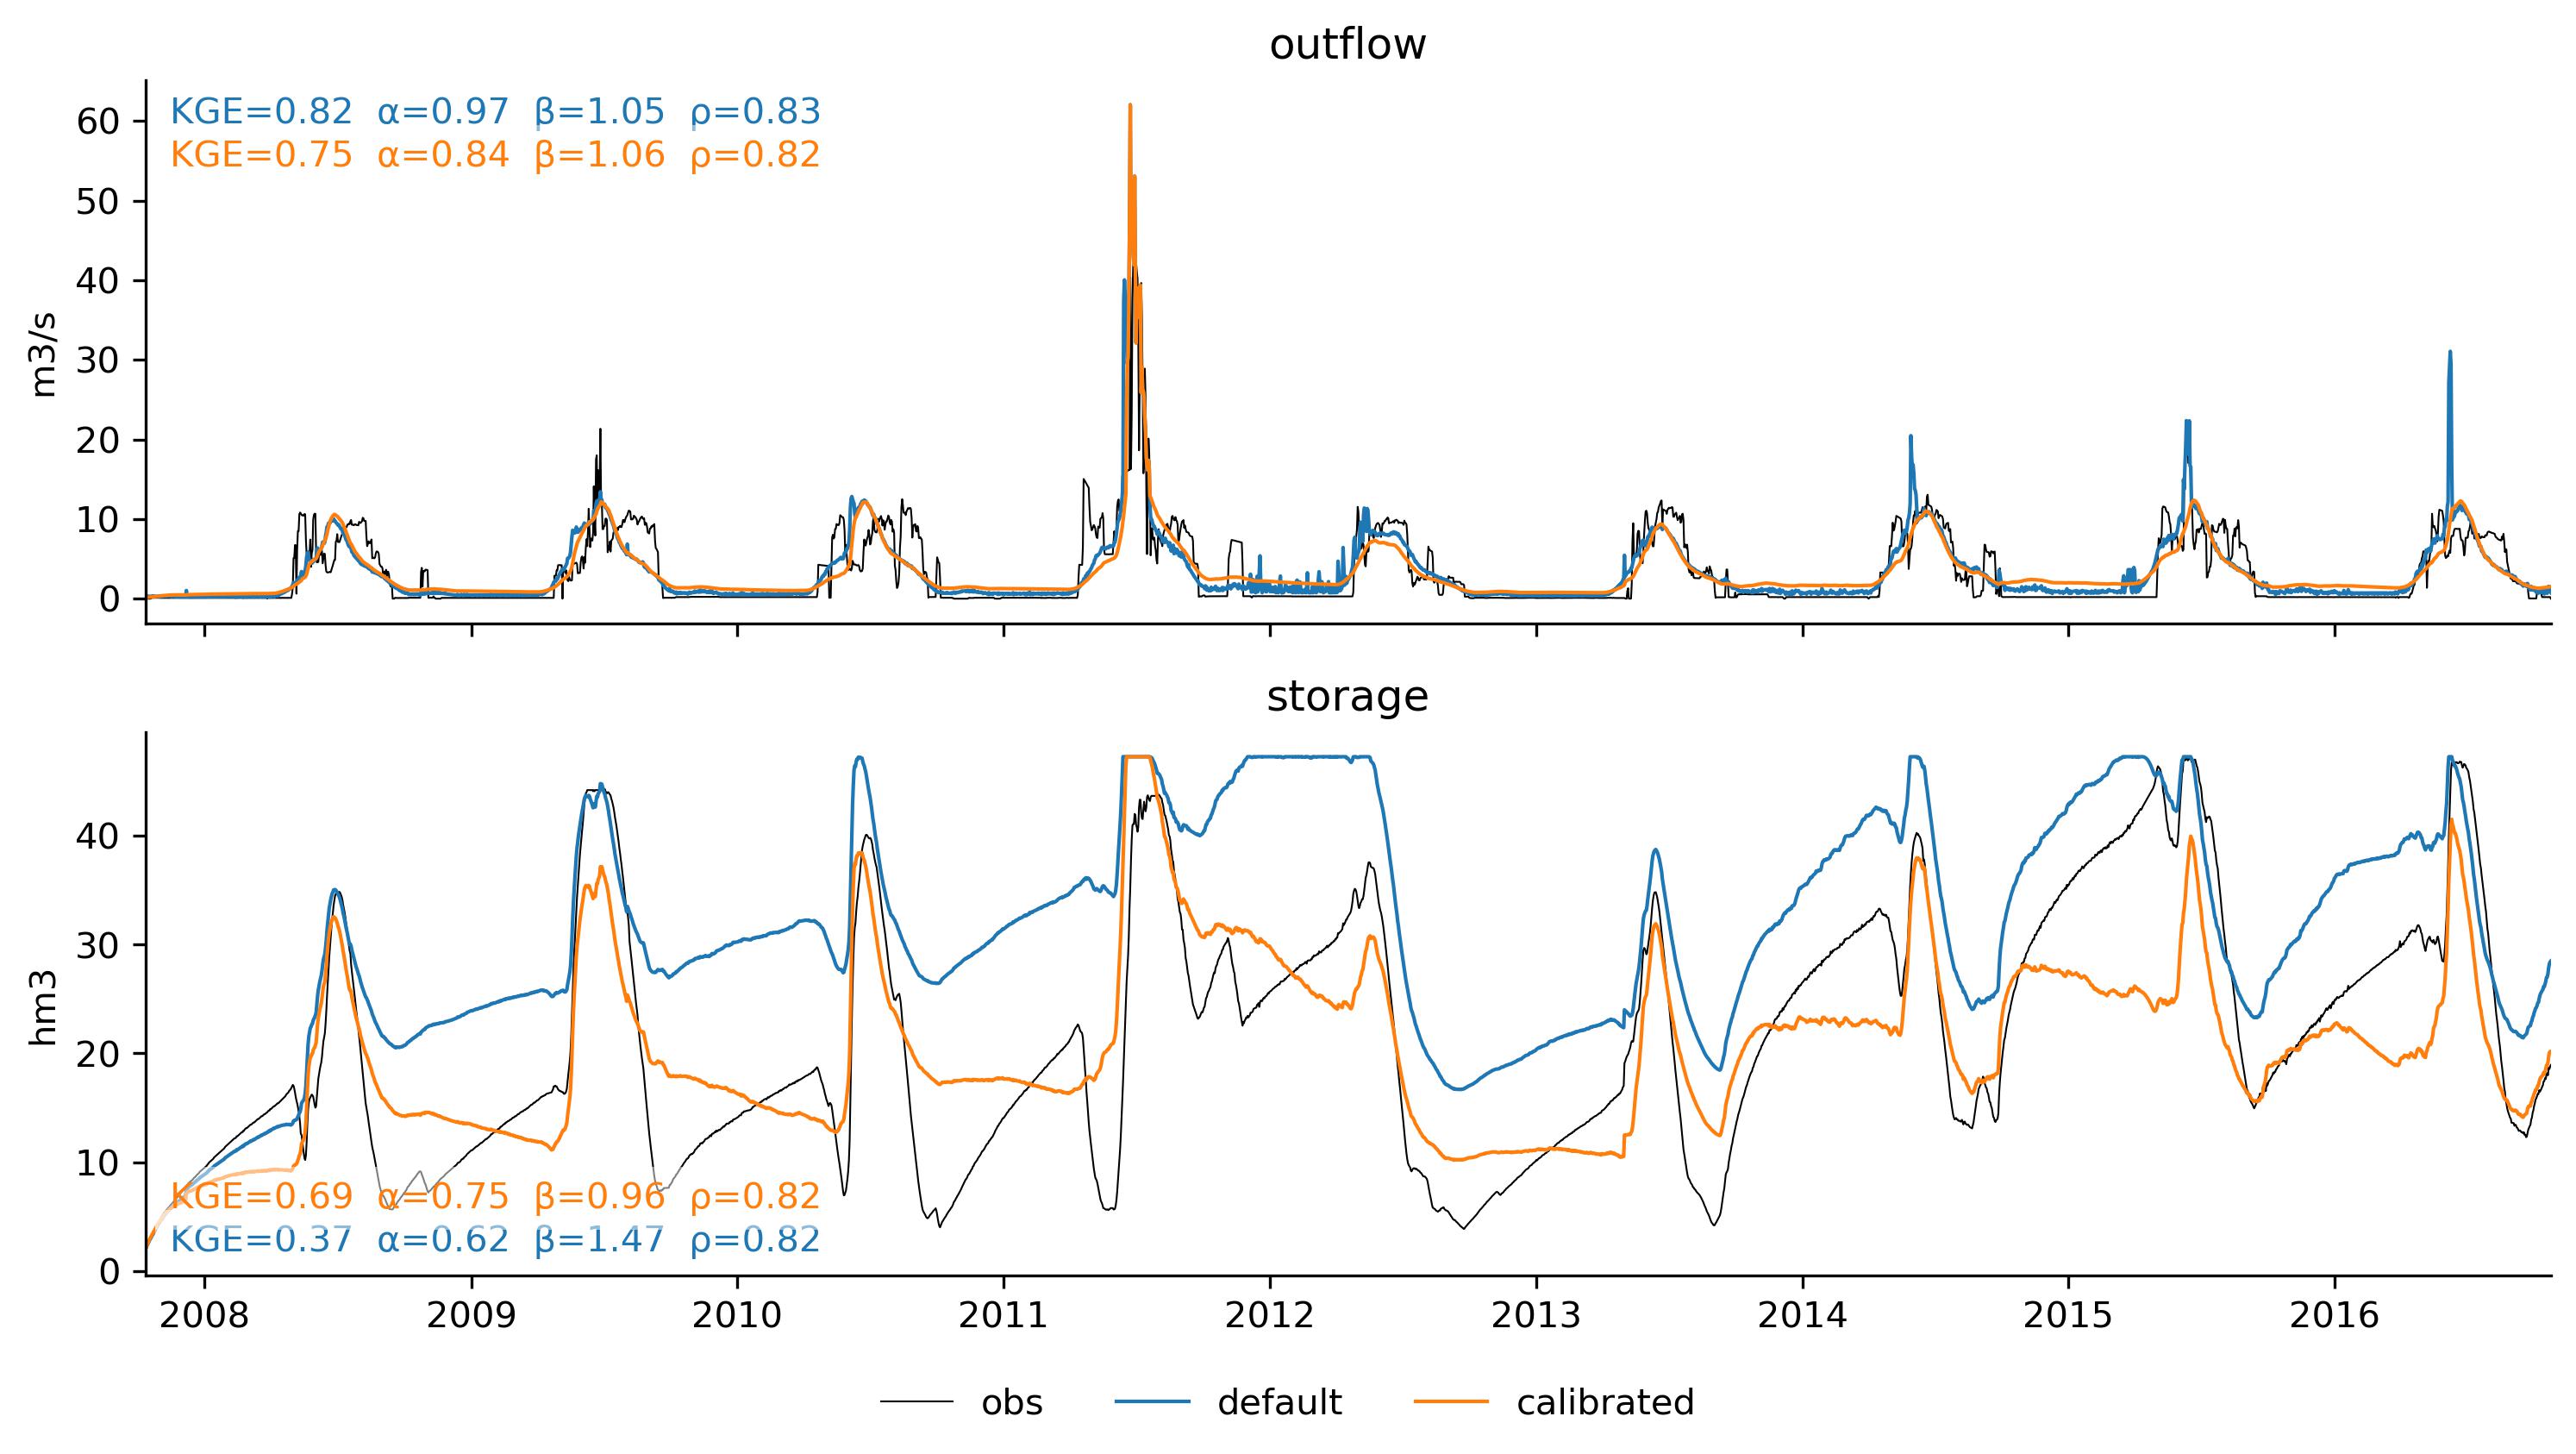 outflow
KGE=0.82 α=0.97 β=1.05 ρ=0.83
KGE=0.75 α=0.84 β=1.06 ρ=0.82
60
50
40
30
20
10
0
m3/s
storage
40
30
20
10
0
hm3
KGE=0.69 α=0.75 β=0.96 ρ=0.82
KGE=0.37 α=0.62 β=1.47 ρ=0.82
2008 2009 2010 2011 2012 2013 2014 2015 2016
obs default calibrated